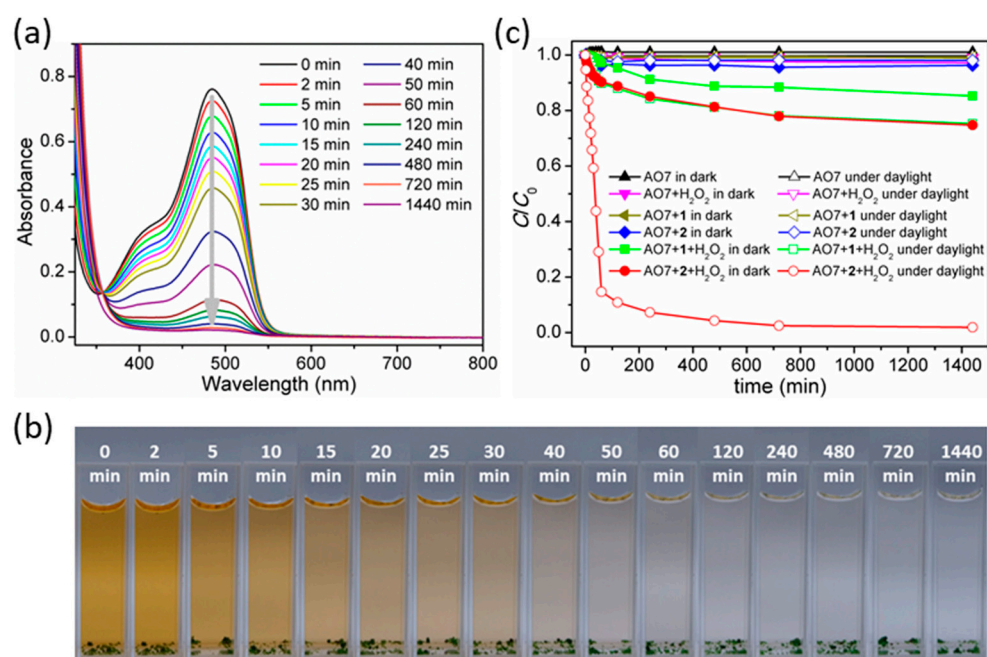 (a)
0.8
0.6
0.4
0.2
0.0
Absorbance
0 min 40 min
2 min 50 min
5 min 60 min
10 min 120 min
15 min 240 min
20 min 480 min
25 min 720 min
30 min 1440 min
400 500 600 700 800
Wavelength (nm)
(c)
1.0
0.8
0.6
0.4
0.2
0.0
C/C₀
AO7 in dark AO7 under daylight
AO7+H₂O₂ in dark AO7+H₂O₂ under daylight
AO7+1 in dark AO7+1 under daylight
AO7+2 in dark AO7+2 under daylight
AO7+1+H₂O₂ in dark AO7+1+H₂O₂ under daylight
AO7+2+H₂O₂ in dark AO7+2+H₂O₂ under daylight
0 200 400 600 800 1000 1200 1400
time (min)
(b)
0 2 5 10 15 20 25 30 40 50 60 120 240 480 720 1440
min min min min min min min min min min min min min min min min